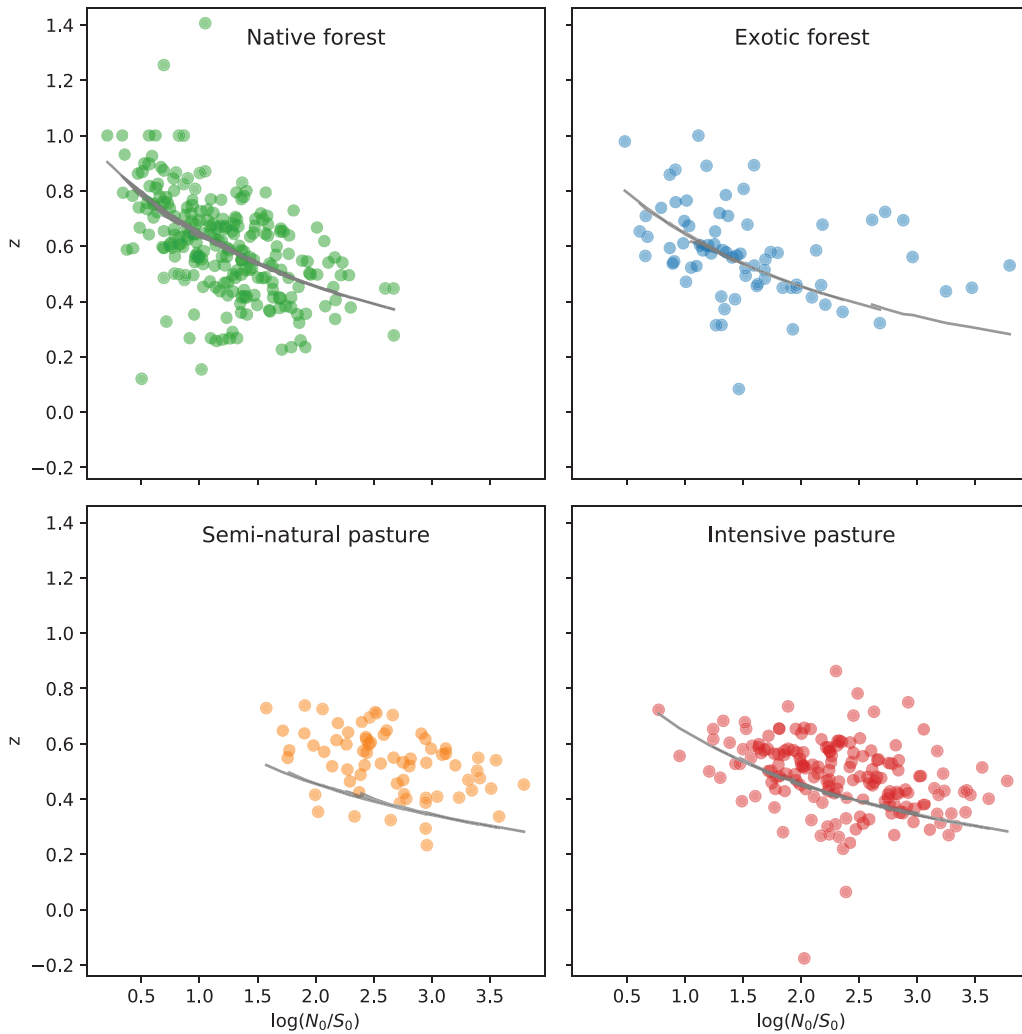 Native forest
Exotic forest
1.4
1.2
1.0
0.8
0.6
0.4
0.2
0.0
−0.2
z
Semi-natural pasture
Intensive pasture
1.4
1.2
1.0
0.8
0.6
0.4
0.2
0.0
−0.2
z
0.5 1.0 1.5 2.0 2.5 3.0 3.5
0.5 1.0 1.5 2.0 2.5 3.0 3.5
log(N₀/S₀)
log(N₀/S₀)